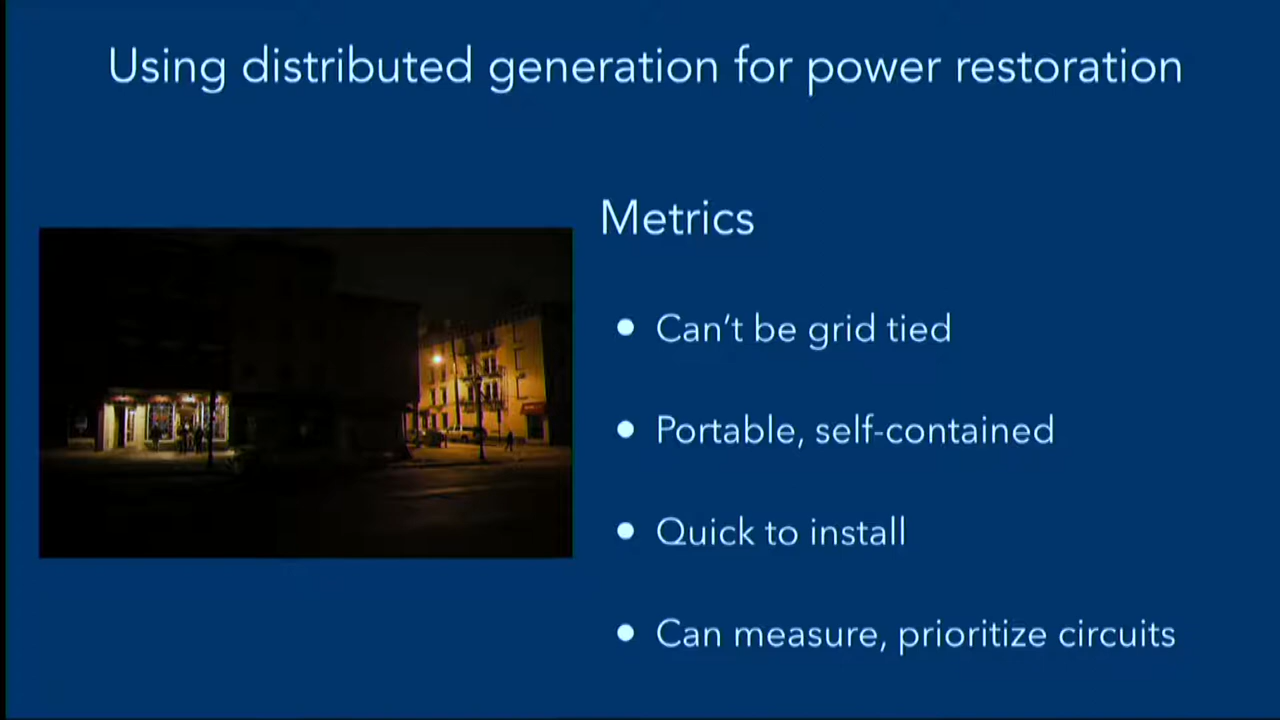 Using distributed generation for power restoration
Metrics
• Can't be grid tied
• Portable, self-contained
• Quick to install
• Can measure, prioritize circuits